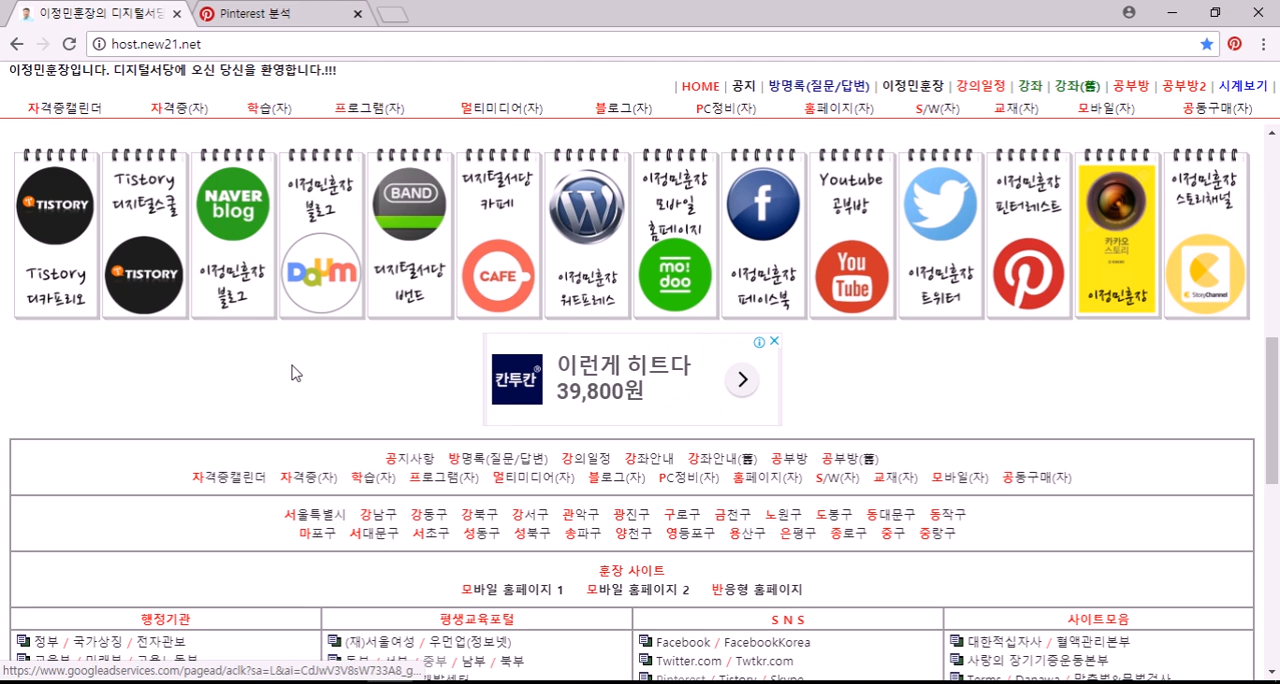 이정민훈장의 디지털서당
Pinterest 분석
host.new21.net
이정민훈장입니다. 디지털서당에 오신 당신을 환영합니다.!!!
| HOME | 공지 | 방명록(질문/답변) | 이정민훈장 | 강의일정 | 강좌 | 강좌(舊) | 공부방 | 공부방2 | 시계보기 |
자격증캘린더 자격증(자) 학습(자) 프로그램(자) 멀티미디어(자) 블로그(자) PC정비(자) 홈페이지(자) S/W(자) 교재(자) 모바일(자) 공동구매(자)
TISTORY
Tistory
디카프리오
Tistory
디지털스쿨
TISTORY
NAVER
blog
이정민훈장
블로그
이정민훈장
블로그
Daum
BAND
디지털서당
밴드
디지털서당
카페
CAFE
W
이정민훈장
워드프레스
이정민훈장
모바일
홈페이지
mo!
doo
f
이정민훈장
페이스북
Youtube
공부방
You
Tube
이정민훈장
트위터
이정민훈장
핀터레스트
카카오
스토리
이정민훈장
이정민훈장
스토리채널
StoryChannel
칸투칸
이런게 히트다
39,800원
공지사항 방명록(질문/답변) 강의일정 강좌안내 강좌안내(舊) 공부방 공부방(舊)
자격증캘린더 자격증(자) 학습(자) 프로그램(자) 멀티미디어(자) 블로그(자) PC정비(자) 홈페이지(자) S/W(자) 교재(자) 모바일(자) 공동구매(자)
서울특별시 강남구 강동구 강북구 강서구 관악구 광진구 구로구 금천구 노원구 도봉구 동대문구 동작구
마포구 서대문구 서초구 성동구 성북구 송파구 양천구 영등포구 용산구 은평구 종로구 중구 중랑구
훈장 사이트
모바일 홈페이지 1 모바일 홈페이지 2 반응형 홈페이지
행정기관 평생교육포털 S N S 사이트모음
정부 / 국가상징 / 전자관보 (재)서울여성 / 우먼업(정보넷) Facebook / FacebookKorea 대한적십자사 / 혈액관리본부
중부 / 남부 / 북부 Twitter.com / Twtkr.com 사랑의 장기기증운동본부
Pinterest / Tistory / Skype
https://www.googleadservices.com/pagead/aclk?sa=L&ai=CdJwV3V8sW733A8_g...